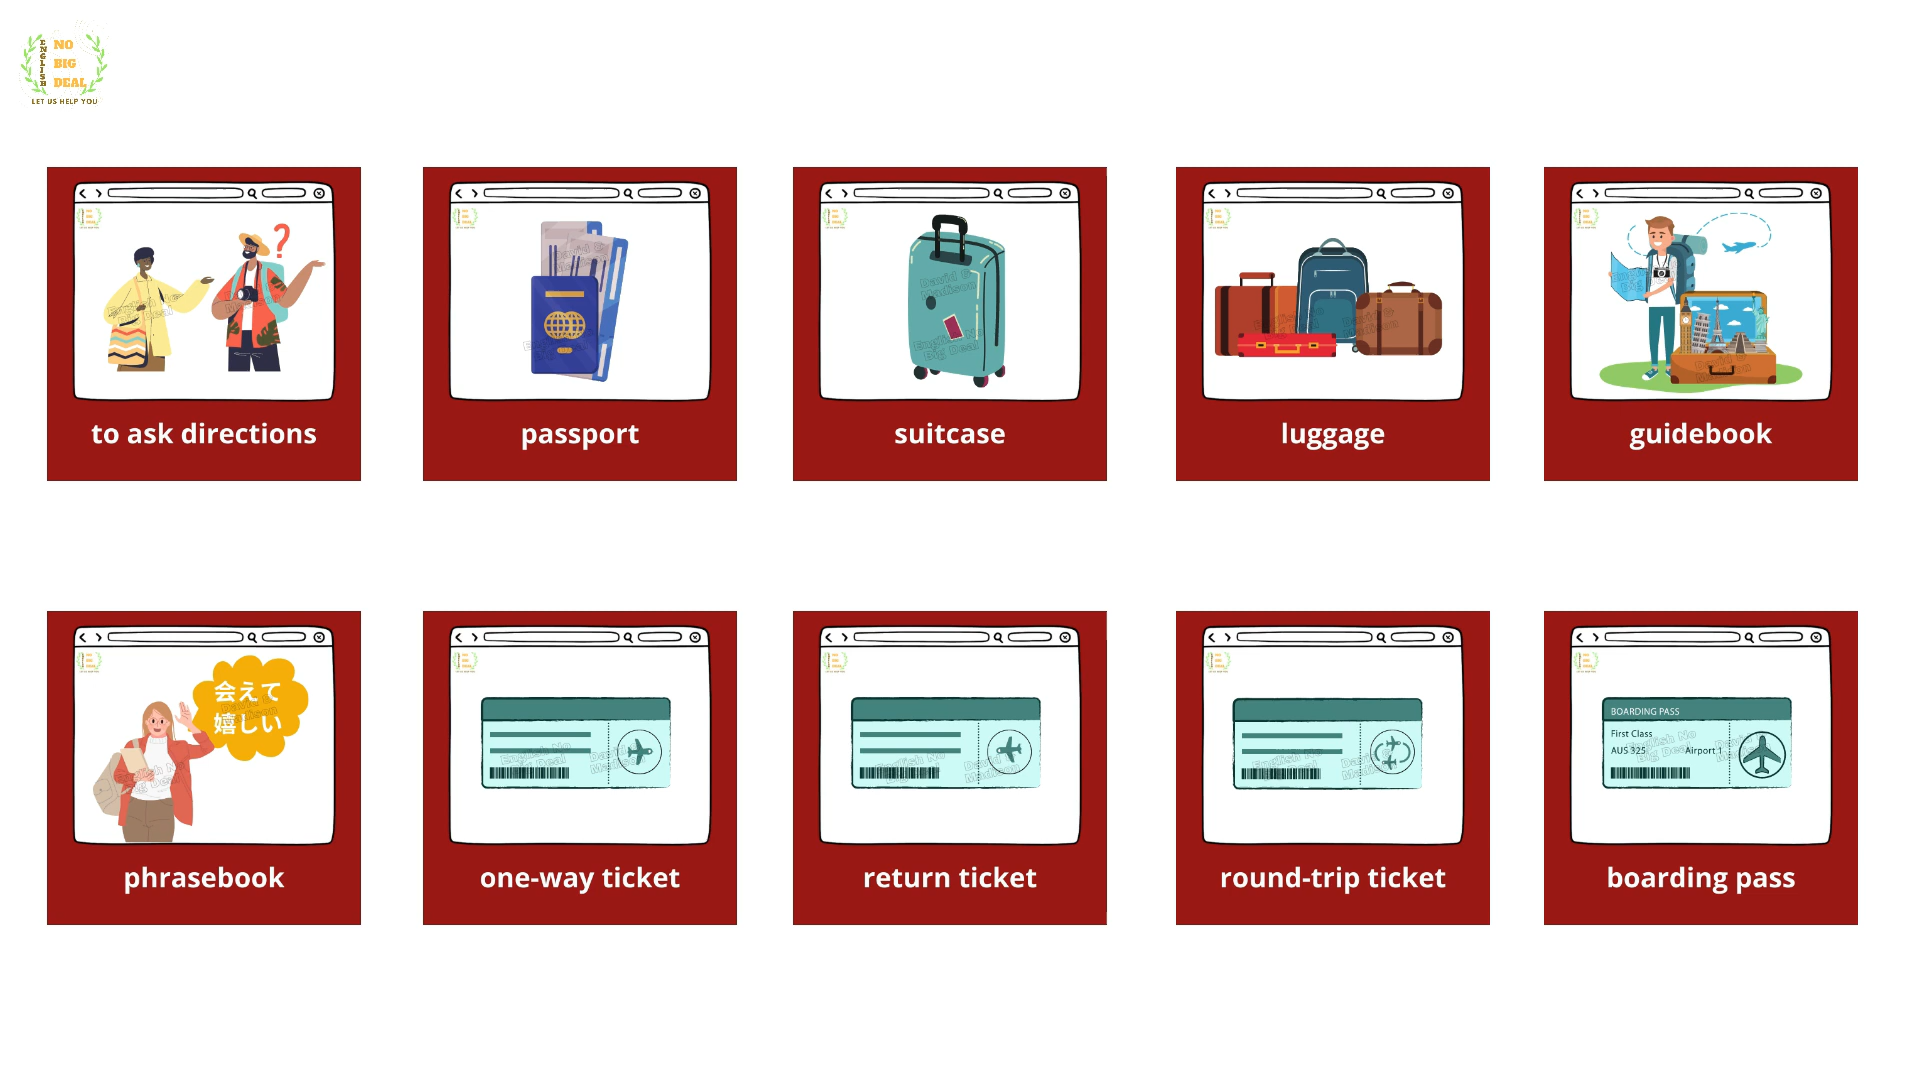 ENGLISH
NO
BIG
DEAL
LET US HELP YOU
to ask directions
passport
suitcase
luggage
guidebook
会えて
嬉しい
phrasebook
one-way ticket
return ticket
round-trip ticket
BOARDING PASS
First Class
AUS 325
Airport 1
boarding pass